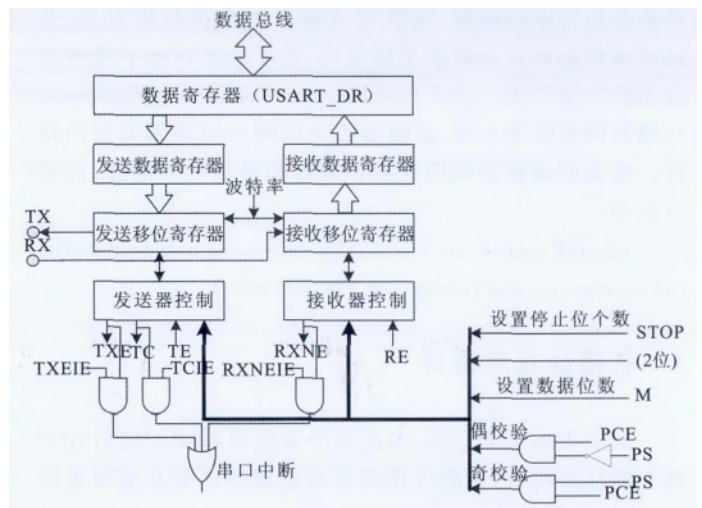 数据总线
数据寄存器（USART_DR）
发送数据寄存器
接收数据寄存器
波特率
TX
发送移位寄存器
接收移位寄存器
RX
发送器控制
接收器控制
设置停止位个数
STOP
TXE
TC
TE
RXNE
RE
(2位)
TXEIE
TCIE
RXNEIE
设置数据位数
M
偶校验
PCE
PS
串口中断
奇校验
PS
PCE